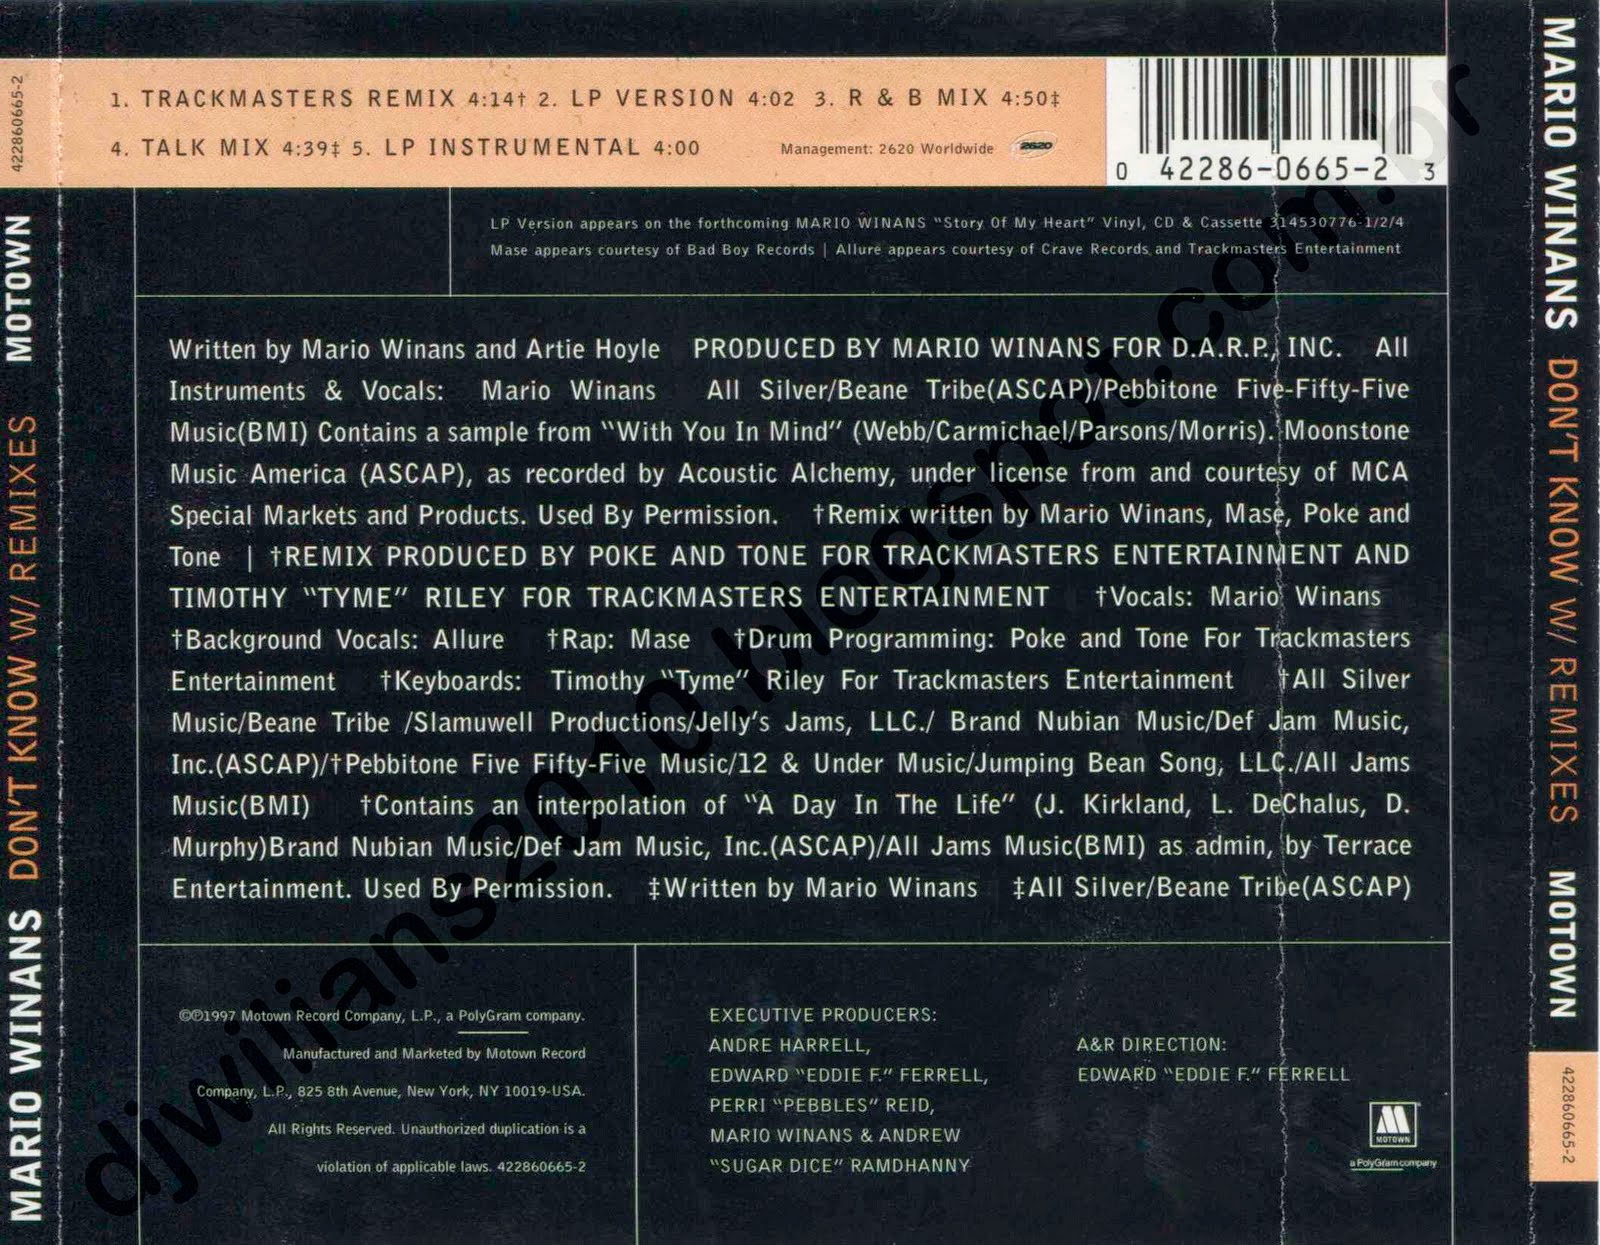 422860665-2
MARIO WINANS DON'T KNOW W/ REMIXES MOTOWN
1. TRACKMASTERS REMIX 4:14† 2. LP VERSION 4:02 3. R & B MIX 4:50‡
4. TALK MIX 4:39‡ 5. LP INSTRUMENTAL 4:00
Management: 2620 Worldwide 2620
0 42286-0665-2 3
LP Version appears on the forthcoming MARIO WINANS "Story Of My Heart" Vinyl, CD & Cassette 314530776-1/2/4
Mase appears courtesy of Bad Boy Records | Allure appears courtesy of Crave Records and Trackmasters Entertainment
Written by Mario Winans and Artie Hoyle PRODUCED BY MARIO WINANS FOR D.A.R.P., INC. All
Instruments & Vocals: Mario Winans All Silver/Beane Tribe(ASCAP)/Pebbitone Five-Fifty-Five
Music(BMI) Contains a sample from "With You In Mind" (Webb/Carmichael/Parsons/Morris). Moonstone
Music America (ASCAP), as recorded by Acoustic Alchemy, under license from and courtesy of MCA
Special Markets and Products. Used By Permission. †Remix written by Mario Winans, Mase, Poke and
Tone | †REMIX PRODUCED BY POKE AND TONE FOR TRACKMASTERS ENTERTAINMENT AND
TIMOTHY "TYME" RILEY FOR TRACKMASTERS ENTERTAINMENT †Vocals: Mario Winans
†Background Vocals: Allure †Rap: Mase †Drum Programming: Poke and Tone For Trackmasters
Entertainment †Keyboards: Timothy "Tyme" Riley For Trackmasters Entertainment †All Silver
Music/Beane Tribe /Slamuwell Productions/Jelly's Jams, LLC./ Brand Nubian Music/Def Jam Music,
Inc.(ASCAP)/†Pebbitone Five Fifty-Five Music/12 & Under Music/Jumping Bean Song, LLC./All Jams
Music(BMI) †Contains an interpolation of "A Day In The Life" (J. Kirkland, L. DeChalus, D.
Murphy)Brand Nubian Music/Def Jam Music, Inc.(ASCAP)/All Jams Music(BMI) as admin, by Terrace
Entertainment. Used By Permission. ‡Written by Mario Winans ‡All Silver/Beane Tribe(ASCAP)
©℗1997 Motown Record Company, L.P., a PolyGram company.
Manufactured and Marketed by Motown Record
Company, L.P., 825 8th Avenue, New York, NY 10019-USA.
All Rights Reserved. Unauthorized duplication is a
violation of applicable laws. 422860665-2
EXECUTIVE PRODUCERS:
ANDRE HARRELL,
EDWARD "EDDIE F." FERRELL,
PERRI "PEBBLES" REID,
MARIO WINANS & ANDREW
"SUGAR DICE" RAMDHANNY
A&R DIRECTION:
EDWARD "EDDIE F." FERRELL
M
MOTOWN
a PolyGram company
MARIO WINANS DON'T KNOW W/ REMIXES MOTOWN
422860665-2
djwilians2010.blogspot.com.br